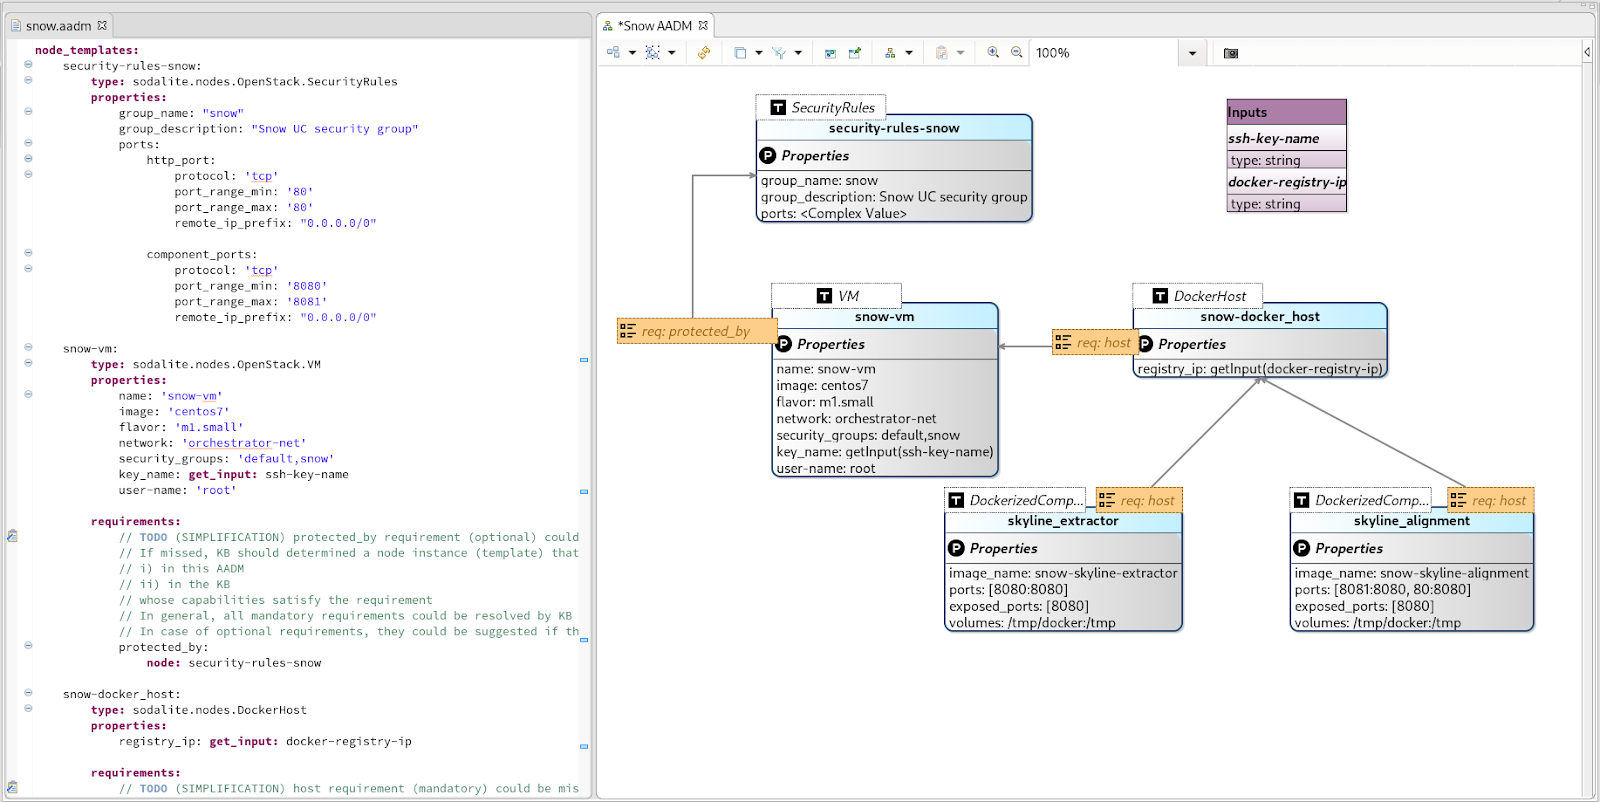 snow.aadm
node_templates:
security-rules-snow:
type: sodalite.nodes.OpenStack.SecurityRules
properties:
group_name: "snow"
group_description: "Snow UC security group"
ports:
http_port:
protocol: 'tcp'
port_range_min: '80'
port_range_max: '80'
remote_ip_prefix: "0.0.0.0/0"
component_ports:
protocol: 'tcp'
port_range_min: '8080'
port_range_max: '8081'
remote_ip_prefix: "0.0.0.0/0"
snow-vm:
type: sodalite.nodes.OpenStack.VM
properties:
name: 'snow-vm'
image: 'centos7'
flavor: 'm1.small'
network: 'orchestrator-net'
security_groups: 'default,snow'
key_name: get_input: ssh-key-name
user-name: 'root'
requirements:
// TODO (SIMPLIFICATION) protected_by requirement (optional) could
// If missed, KB should determined a node instance (template) that
// i) in this AADM
// ii) in the KB
// whose capabilities satisfy the requirement
// In general, all mandatory requirements could be resolved by KB
// In case of optional requirements, they could be suggested if th
protected_by:
node: security-rules-snow
snow-docker_host:
type: sodalite.nodes.DockerHost
properties:
registry_ip: get_input: docker-registry-ip
requirements:
// TODO (SIMPLIFICATION) host requirement (mandatory) could be mis
*Snow AADM
100%
T SecurityRules
security-rules-snow
P Properties
group_name: snow
group_description: Snow UC security group
ports: <Complex Value>
Inputs
ssh-key-name
type: string
docker-registry-ip
type: string
req: protected_by
T VM
snow-vm
P Properties
name: snow-vm
image: centos7
flavor: m1.small
network: orchestrator-net
security_groups: default,snow
key_name: getInput(ssh-key-name)
user-name: root
req: host
T DockerHost
snow-docker_host
P Properties
registry_ip: getInput(docker-registry-ip)
T DockerizedComp...
req: host
skyline_extractor
P Properties
image_name: snow-skyline-extractor
ports: [8080:8080]
exposed_ports: [8080]
volumes: /tmp/docker:/tmp
T DockerizedComp...
req: host
skyline_alignment
P Properties
image_name: snow-skyline-alignment
ports: [8081:8080, 80:8080]
exposed_ports: [8080]
volumes: /tmp/docker:/tmp